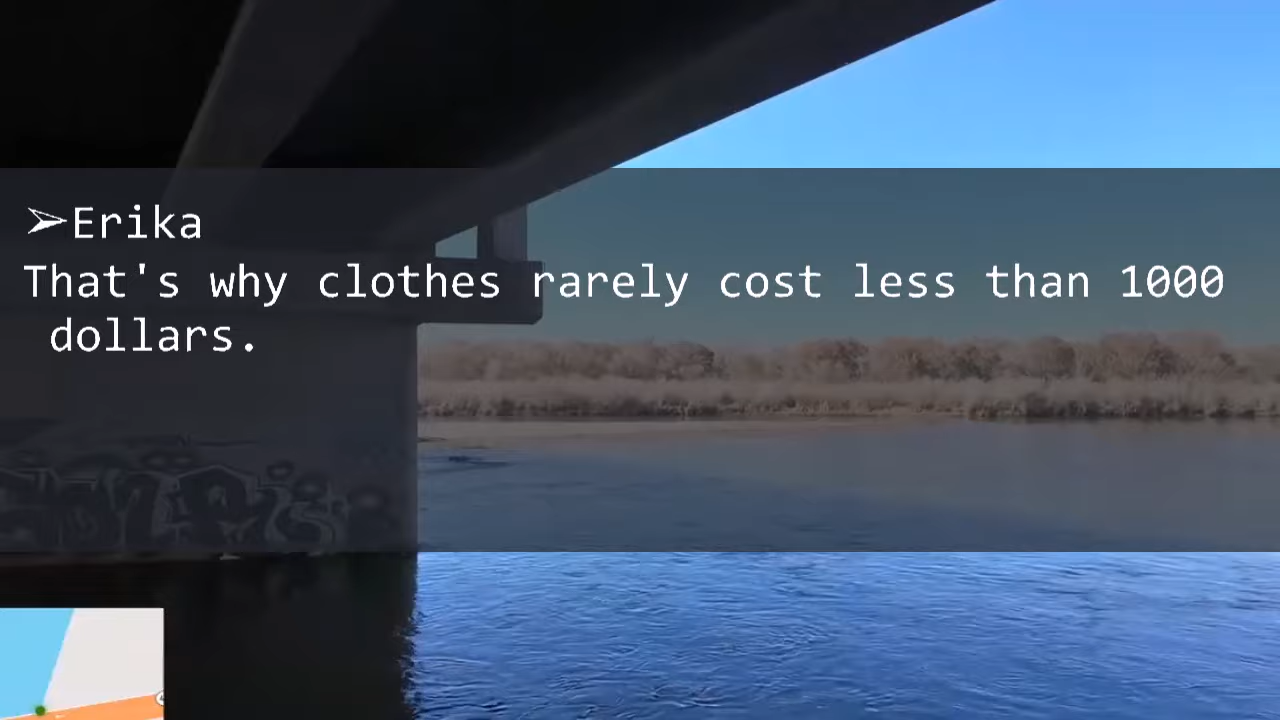 ➢Erika
That's why clothes rarely cost less than 1000
dollars.